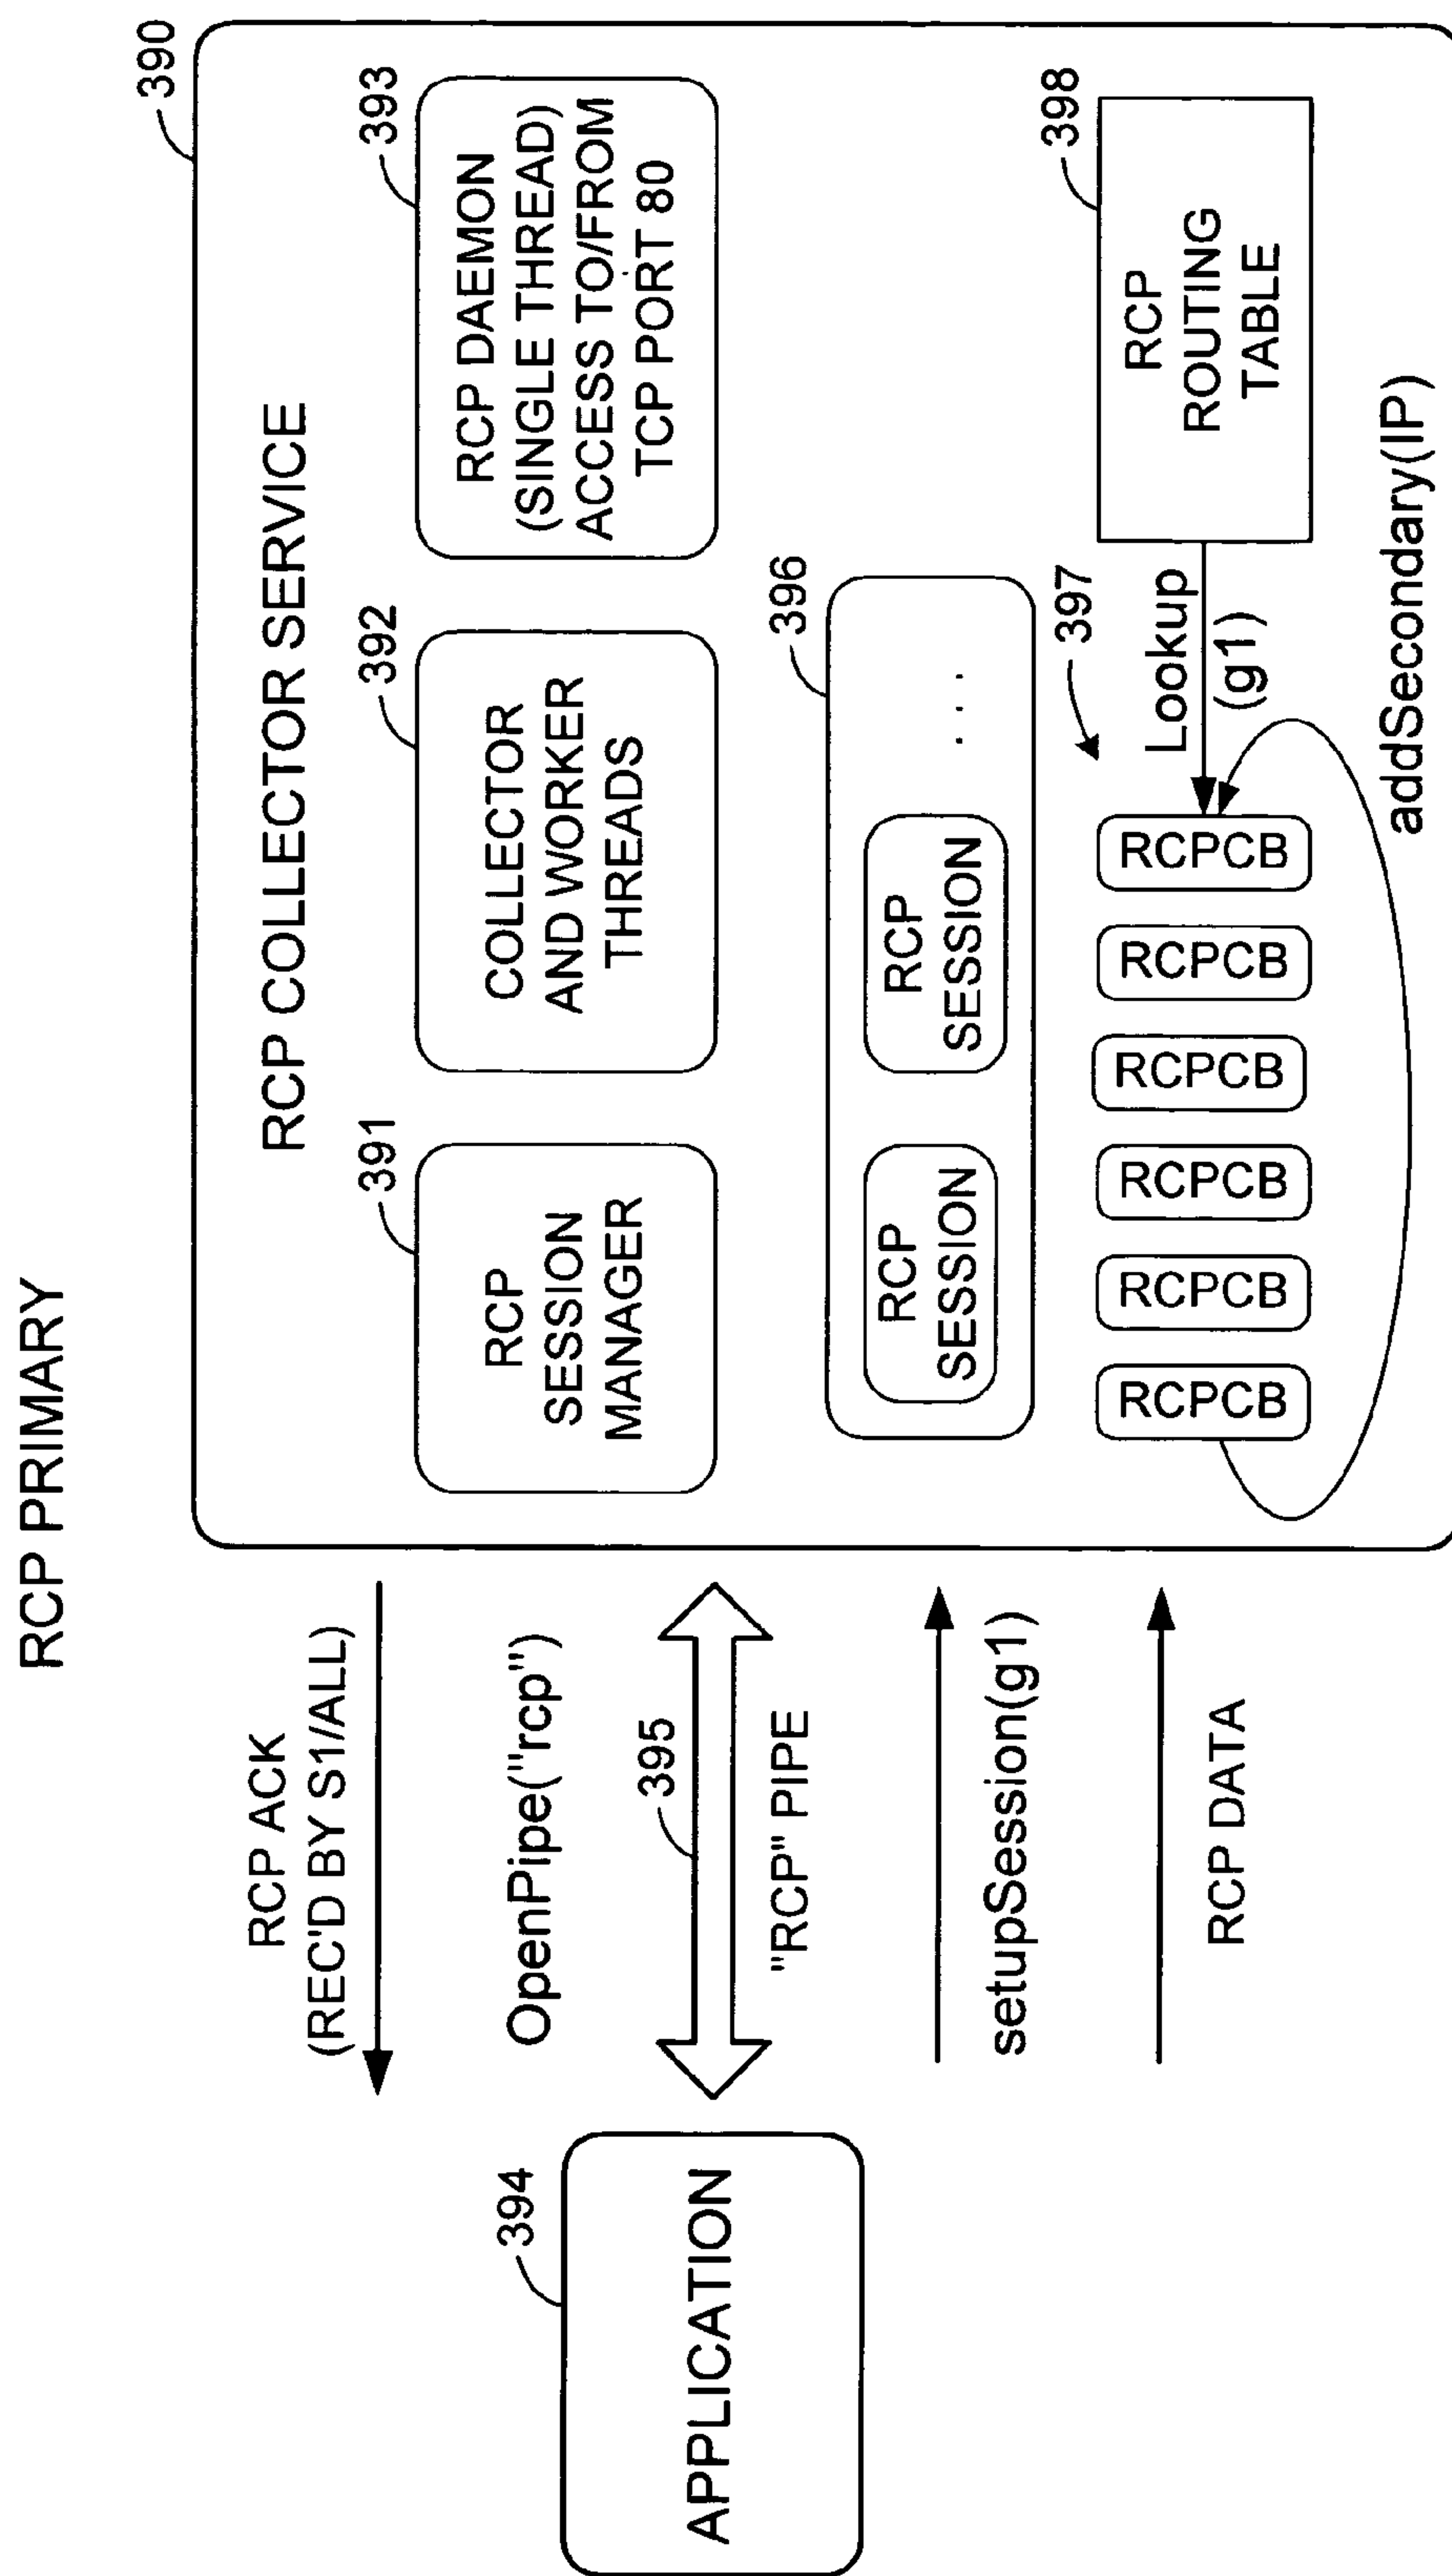 RCP PRIMARY
390
RCP COLLECTOR SERVICE
391
RCP
SESSION
MANAGER
392
COLLECTOR
AND WORKER
THREADS
393
RCP DAEMON
(SINGLE THREAD)
ACCESS TO/FROM
TCP PORT 80
RCP ACK
(REC'D BY S1/ALL)
394
APPLICATION
OpenPipe("rcp")
395
"RCP" PIPE
setupSession(g1)
RCP DATA
396
RCP
SESSION
RCP
SESSION
. . .
397
RCPCB
RCPCB
RCPCB
RCPCB
RCPCB
RCPCB
Lookup
(g1)
398
RCP
ROUTING
TABLE
addSecondary(IP)